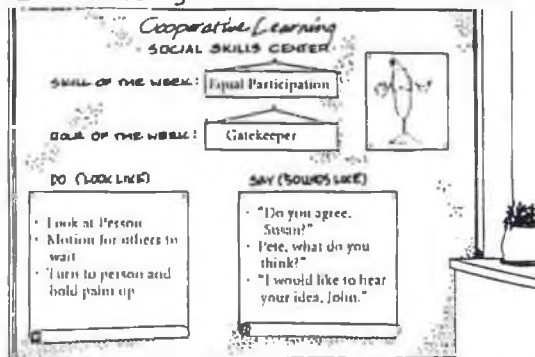 Cooperative Learning
SOCIAL SKILLS CENTER
SKILL OF THE WEEK: Equal Participation
ROLE OF THE WEEK: Gatekeeper
DO (LOOK LIKE)
· Look at Person
· Motion for others to
wait
· Turn to person and
hold palm up
SAY (SOUNDS LIKE)
· "Do you agree,
Susan?"
· Pete, what do you
think?"
· "I would like to hear
your idea, John."